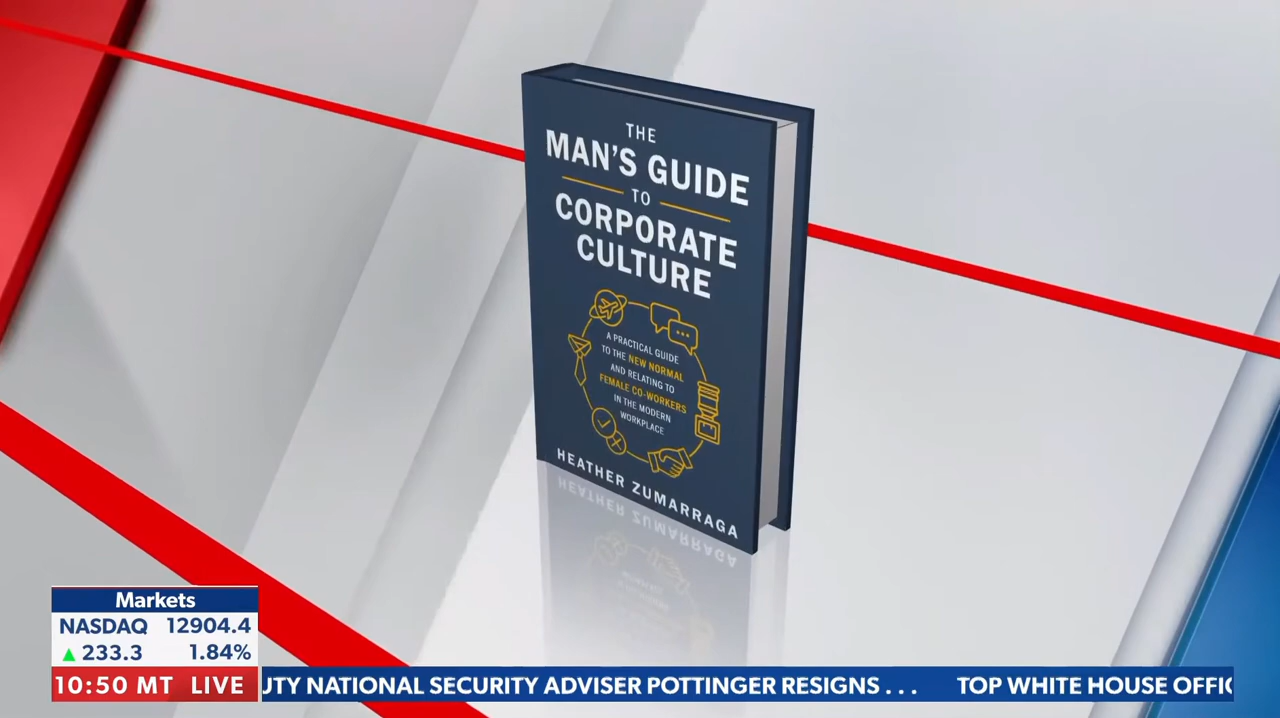 THE
MAN'S GUIDE
TO
CORPORATE
CULTURE
A PRACTICAL GUIDE
TO THE NEW NORMAL
AND RELATING TO
FEMALE CO-WORKERS
IN THE MODERN
WORKPLACE
HEATHER ZUMARRAGA
Markets
NASDAQ 12904.4
▲ 233.3 1.84%
10:50 MT LIVE
UTY NATIONAL SECURITY ADVISER POTTINGER RESIGNS . . . TOP WHITE HOUSE OFFIC